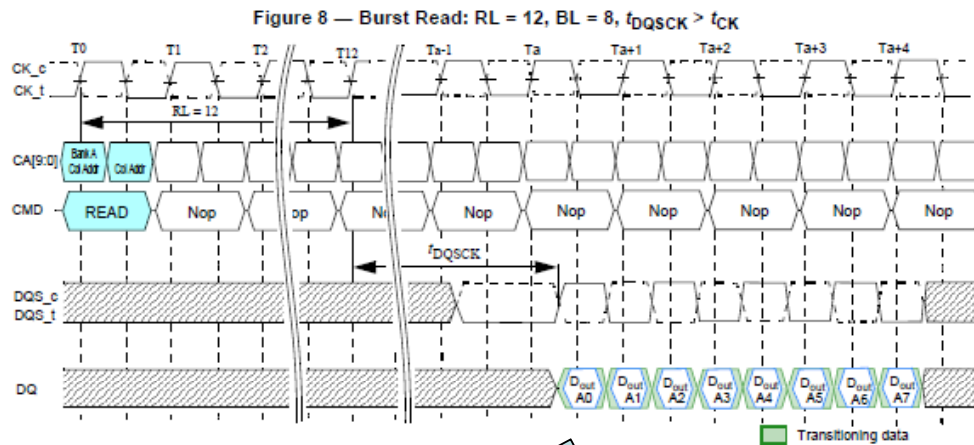 Figure 8 — Burst Read: RL = 12, BL = 8, tDQSCK > tCK
T0 T1 T2 T12 Ta-1 Ta Ta+1 Ta+2 Ta+3 Ta+4
CK_c
CK_t
RL = 12
CA[9:0] Bank A Col Addr Col Addr
CMD READ Nop op No Nop Nop Nop Nop Nop Nop
tDQSCK
DQS_c
DQS_t
DQ Dout A0 Dout A1 Dout A2 Dout A3 Dout A4 Dout A5 Dout A6 Dout A7
Transitioning data